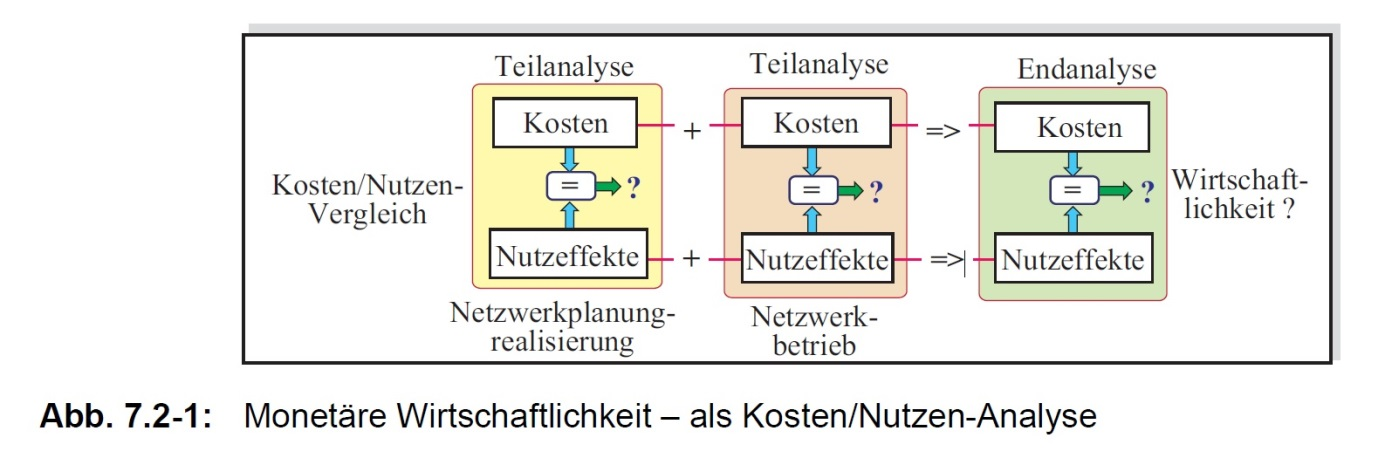 Teilanalyse
Teilanalyse
Endanalyse
Kosten + Kosten => Kosten
Kosten/Nutzen-
Vergleich
= ?
= ?
= ?
Wirtschaft-
lichkeit ?
Nutzeffekte + Nutzeffekte =>| Nutzeffekte
Netzwerkplanung-
realisierung
Netzwerk-
betrieb
Abb. 7.2-1: Monetäre Wirtschaftlichkeit – als Kosten/Nutzen-Analyse